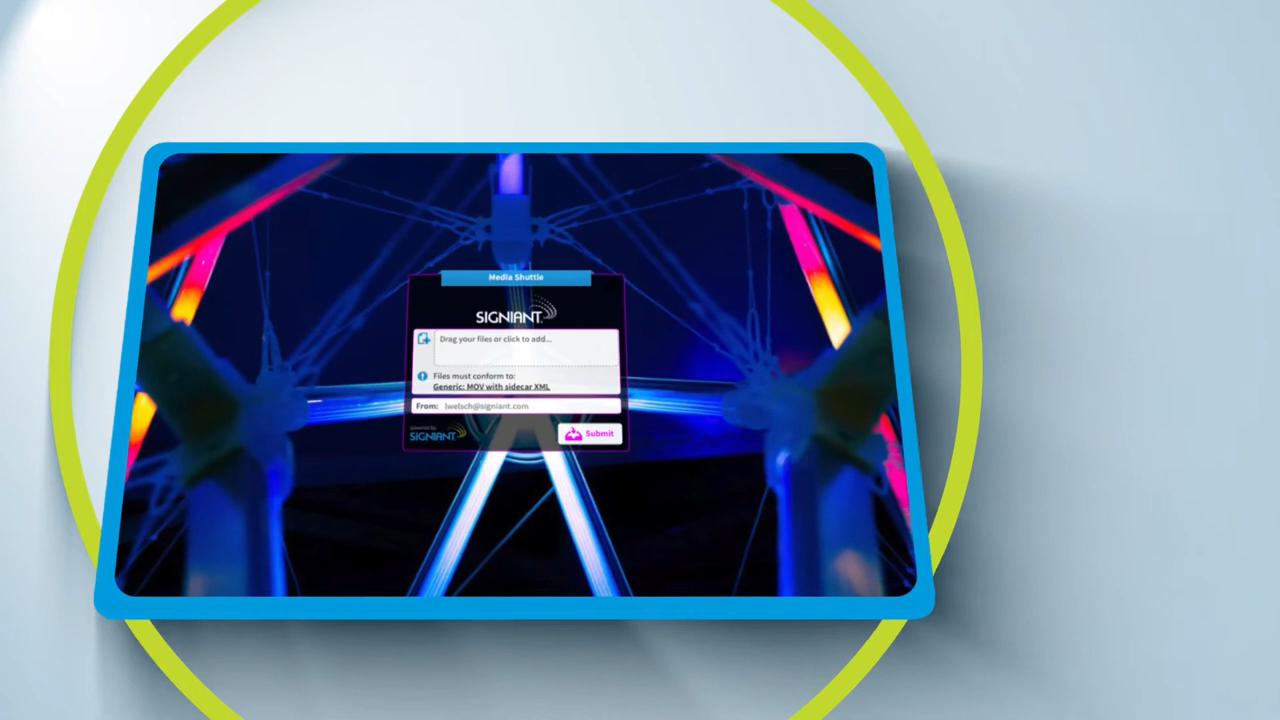 Media Shuttle
SIGNIANT
Drag your files or click to add...
Files must conform to:
Generic: MOV with sidecar XML
From: lwelsch@signiant.com
powered by
SIGNIANT
Submit